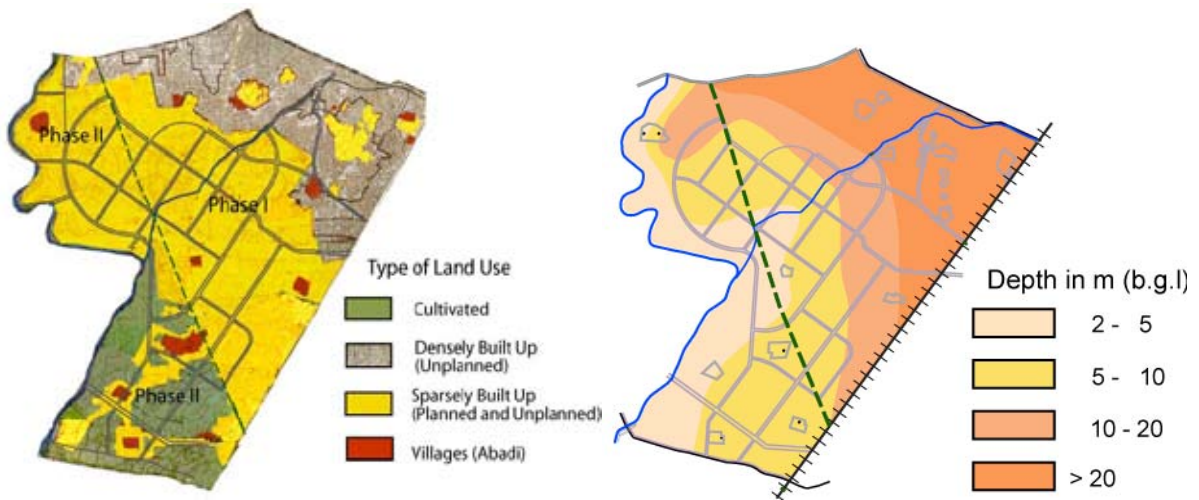 Phase II
Phase I
Phase II
Type of Land Use
Cultivated
Densely Built Up
(Unplanned)
Sparsely Built Up
(Planned and Unplanned)
Villages (Abadi)
Depth in m (b.g.l)
2 - 5
5 - 10
10 - 20
> 20